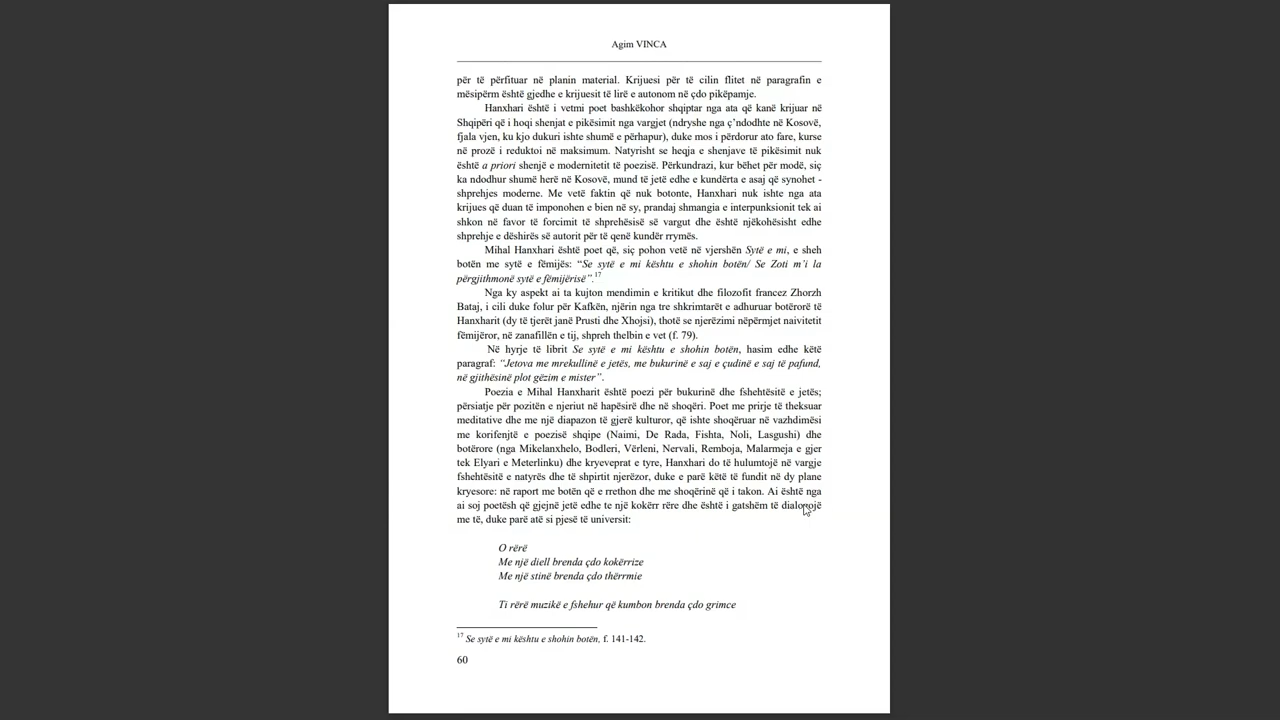 Agim VINCA
për të përfituar në planin material. Krijuesi për të cilin flitet në paragrafin e
mësipërm është gjedhe e krijuesit të lirë e autonom në çdo pikëpamje.
Hanxhari është i vetmi poet bashkëkohor shqiptar nga ata që kanë krijuar në
Shqipëri që i hoqi shenjat e pikësimit nga vargjet (ndryshe nga ç’ndodhte në Kosovë,
fjala vjen, ku kjo dukuri ishte shumë e përhapur), duke mos i përdorur ato fare, kurse
në prozë i reduktoi në maksimum. Natyrisht se heqja e shenjave të pikësimit nuk
është a priori shenjë e modernitetit të poezisë. Përkundrazi, kur bëhet për modë, siç
ka ndodhur shumë herë në Kosovë, mund të jetë edhe e kundërta e asaj që synohet -
shprehjes moderne. Me vetë faktin që nuk botonte, Hanxhari nuk ishte nga ata
krijues që duan të imponohen e bien në sy, prandaj shmangia e interpunksionit tek ai
shkon në favor të forcimit të shprehësisë së vargut dhe është njëkohësisht edhe
shprehje e dëshirës së autorit për të qenë kundër rrymës.
Mihal Hanxhari është poet që, siç pohon vetë në vjershën Sytë e mi, e sheh
botën me sytë e fëmijës: “Se sytë e mi kështu e shohin botën/ Se Zoti m’i la
përgjithmonë sytë e fëmijërisë”.17
Nga ky aspekt ai ta kujton mendimin e kritikut dhe filozofit francez Zhorzh
Bataj, i cili duke folur për Kafkën, njërin nga tre shkrimtarët e adhuruar botërorë të
Hanxharit (dy të tjerët janë Prusti dhe Xhojsi), thotë se njerëzimi nëpërmjet naivitetit
fëmijëror, në zanafillën e tij, shpreh thelbin e vet (f. 79).
Në hyrje të librit Se sytë e mi kështu e shohin botën, hasim edhe këtë
paragraf: “Jetova me mrekullinë e jetës, me bukurinë e saj e çudinë e saj të pafund,
në gjithësinë plot gëzim e mister”.
Poezia e Mihal Hanxharit është poezi për bukurinë dhe fshehtësitë e jetës;
përsiatje për pozitën e njeriut në hapësirë dhe në shoqëri. Poet me prirje të theksuar
meditative dhe me një diapazon të gjerë kulturor, që ishte shoqëruar në vazhdimësi
me korifenjtë e poezisë shqipe (Naimi, De Rada, Fishta, Noli, Lasgushi) dhe
botërore (nga Mikelanxhelo, Bodleri, Vërleni, Nervali, Remboja, Malarmeja e gjer
tek Elyari e Meterlinku) dhe kryeveprat e tyre, Hanxhari do të hulumtojë në vargje
fshehtësitë e natyrës dhe të shpirtit njerëzor, duke e parë këtë të fundit në dy plane
kryesore: në raport me botën që e rrethon dhe me shoqërinë që i takon. Ai është nga
ai soj poetësh që gjejnë jetë edhe te një kokërr rëre dhe është i gatshëm të dialogojë
me të, duke parë atë si pjesë të universit:
O rërë
Me një diell brenda çdo kokërrize
Me një stinë brenda çdo thërrmie
Ti rërë muzikë e fshehur që kumbon brenda çdo grimce
17 Se sytë e mi kështu e shohin botën, f. 141-142.
60